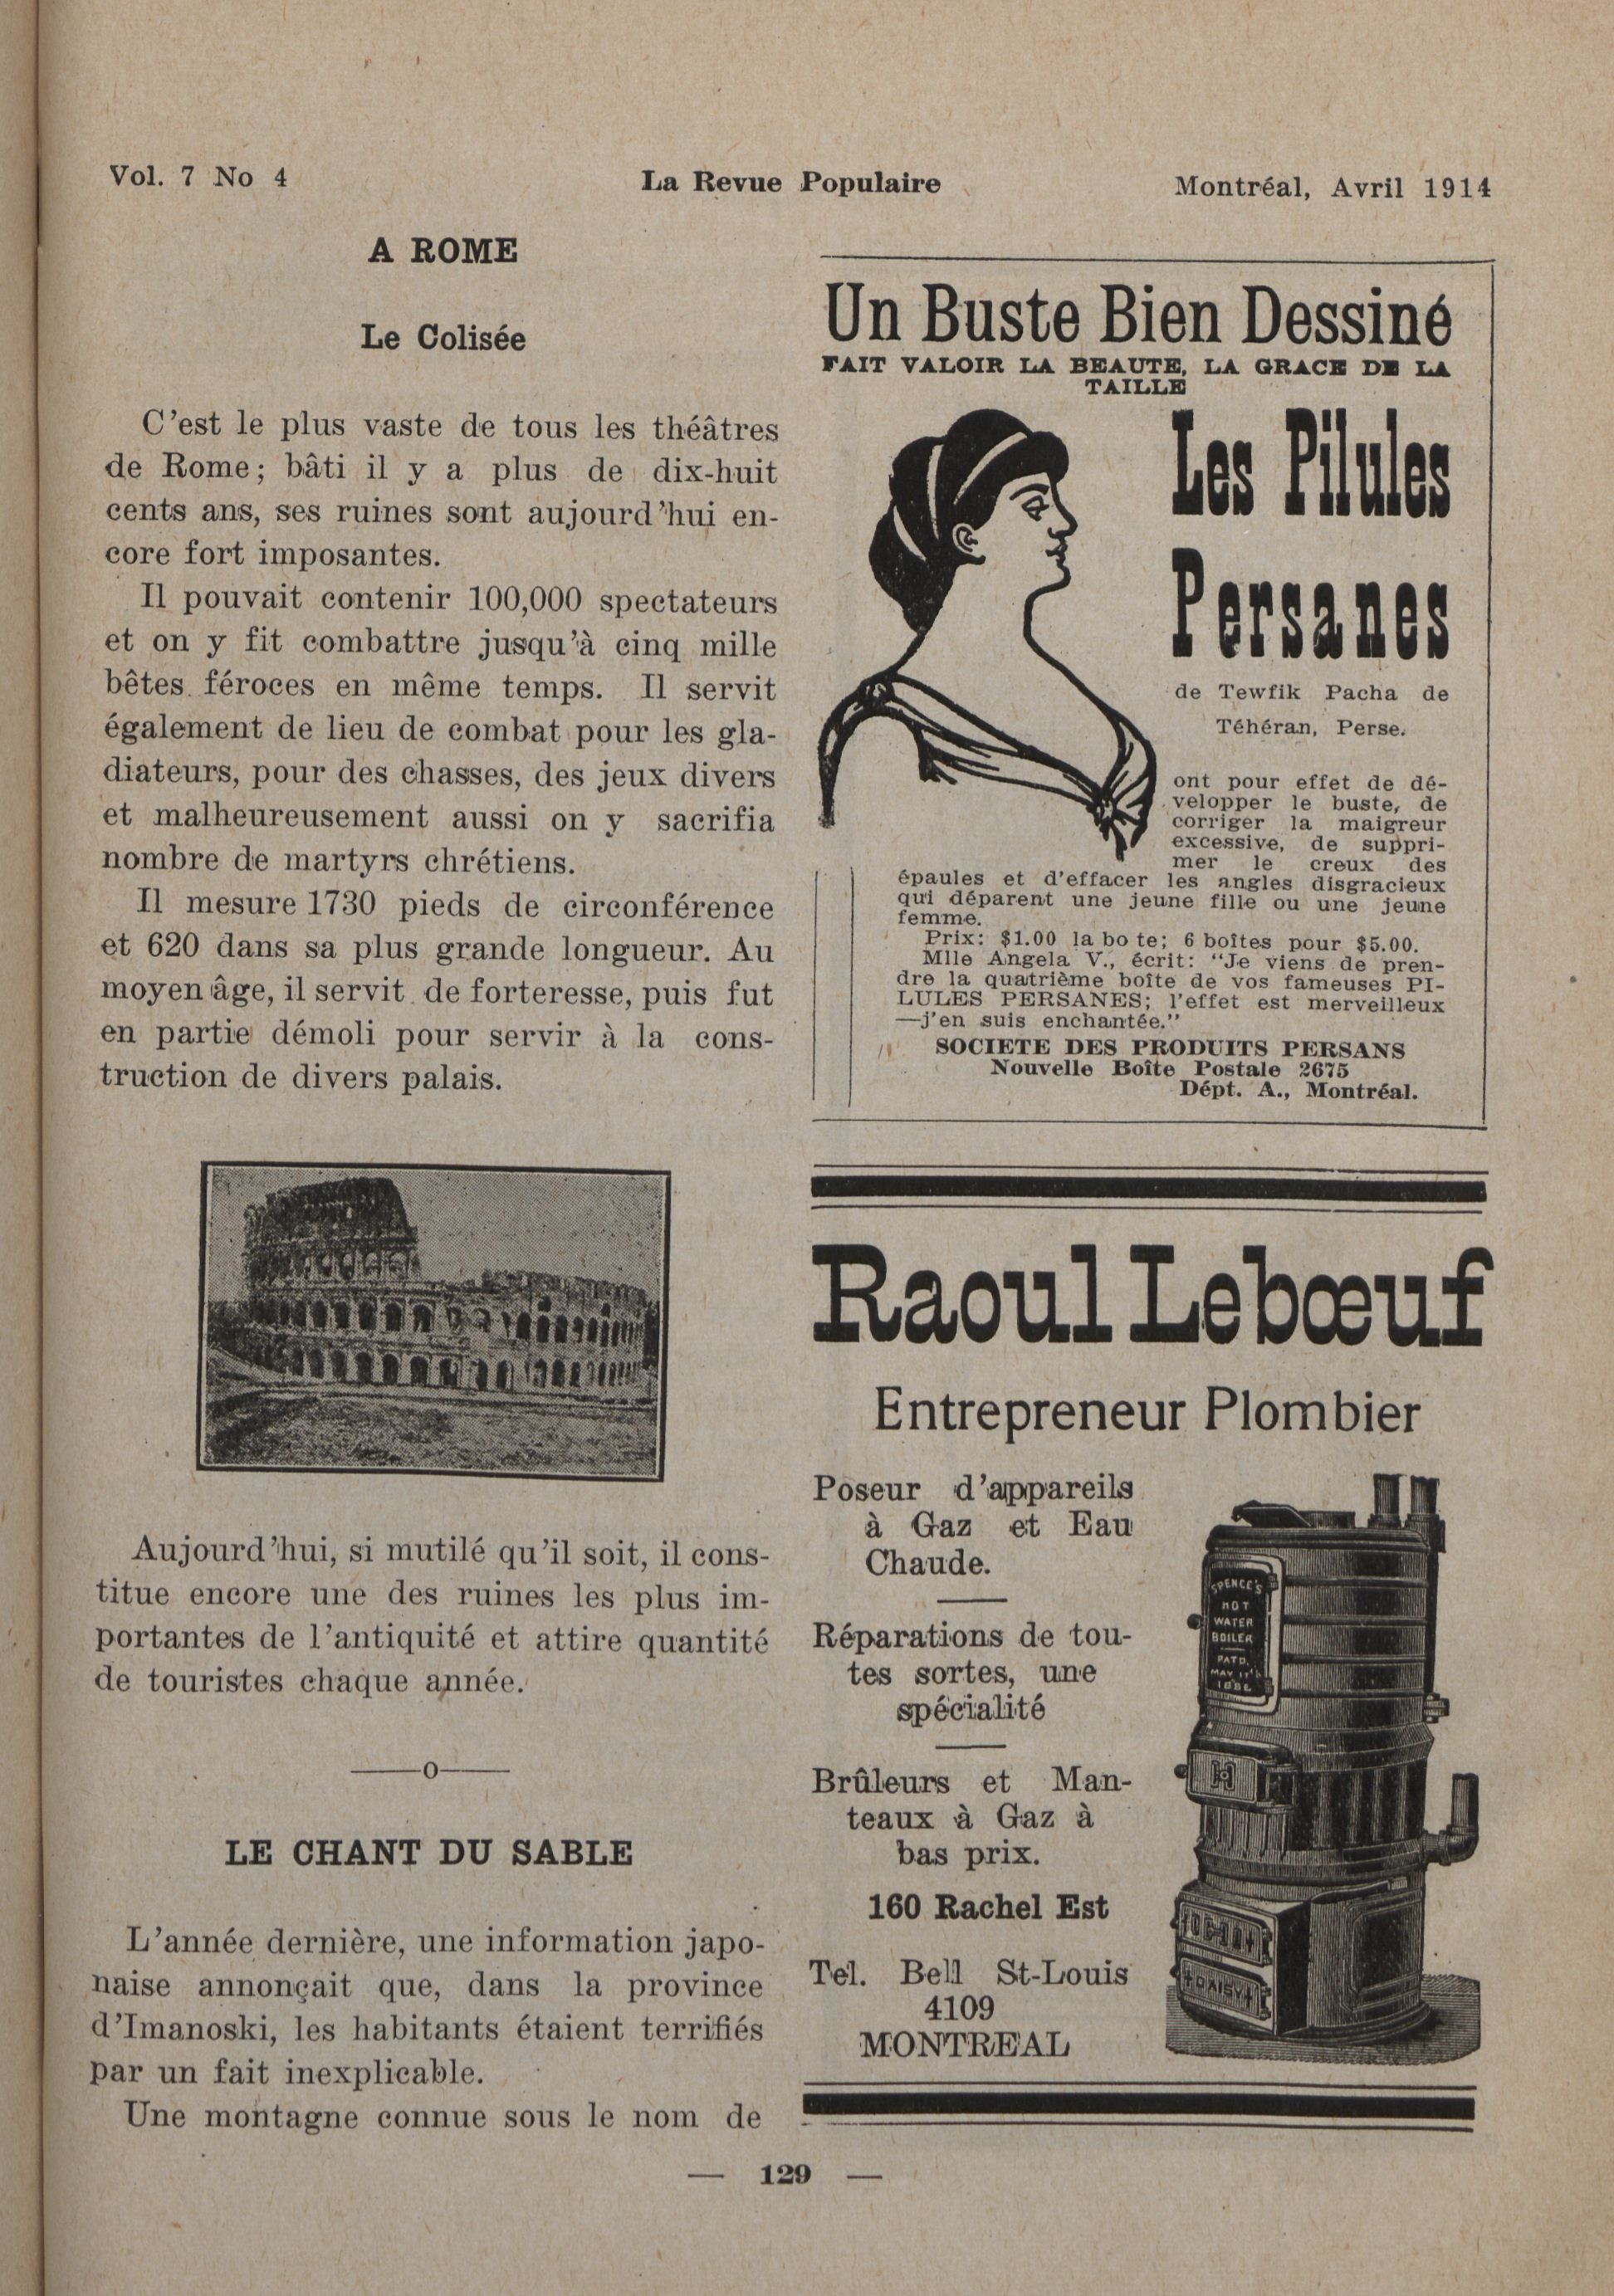 Vol. 7 No 4
La Revue Populaire
Montréal, Avril 1914
A ROME
Le Colisée
C'est le plus vaste de tous les théâtres
de Rome; bâti il y a plus de dix-huit
cents ans, ses ruines sont aujourd'hui en-
core fort imposantes.
Il pouvait contenir 100,000 spectateurs
et on y fit combattre jusqu'à cinq mille
bêtes féroces en même temps. Il servit
également de lieu de combat pour les gla-
diateurs, pour des chasses, des jeux divers
et malheureusement aussi on y sacrifia
nombre de martyrs chrétiens.
Il mesure 1730 pieds de circonférence
et 620 dans sa plus grande longueur. Au
moyen âge, il servit de forteresse, puis fut
en partie démoli pour servir à la cons-
truction de divers palais.
Aujourd'hui, si mutilé qu'il soit, il cons-
titue encore une des ruines les plus im-
portantes de l'antiquité et attire quantité
de touristes chaque année.
——o——
LE CHANT DU SABLE
L'année dernière, une information japo-
naise annonçait que, dans la province
d'Imanoski, les habitants étaient terrifiés
par un fait inexplicable.
Une montagne connue sous le nom de
Un Buste Bien Dessiné
FAIT VALOIR LA BEAUTE, LA GRACE DE LA
TAILLE
Les Pilules
Persanes
de Tewfik Pacha de
Téhéran, Perse.
ont pour effet de dé-
velopper le buste, de
corriger la maigreur
excessive, de suppri-
mer le creux des
épaules et d'effacer les angles disgracieux
qui déparent une jeune fille ou une jeune
femme.
Prix: $1.00 la bo te; 6 boîtes pour $5.00.
Mlle Angela V., écrit: "Je viens de pren-
dre la quatrième boîte de vos fameuses PI-
LULES PERSANES; l'effet est merveilleux
—j'en suis enchantée."
SOCIETE DES PRODUITS PERSANS
Nouvelle Boîte Postale 2675
Dépt. A., Montréal.
Raoul Lebœuf
Entrepreneur Plombier
Poseur d'appareils
à Gaz et Eau
Chaude.
Réparations de tou-
tes sortes, une
spécialité
Brûleurs et Man-
teaux à Gaz à
bas prix.
160 Rachel Est
Tel. Bell St-Louis
4109
MONTREAL
SPENCE'S
HOT
WATER
BOILER
PATD.
MAY
DAISY
— 129 —